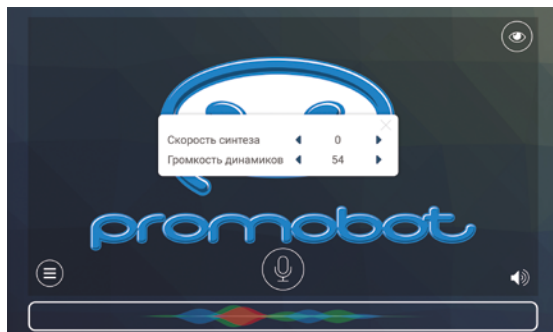 Скорость синтеза 0
Громкость динамиков 54
promobot